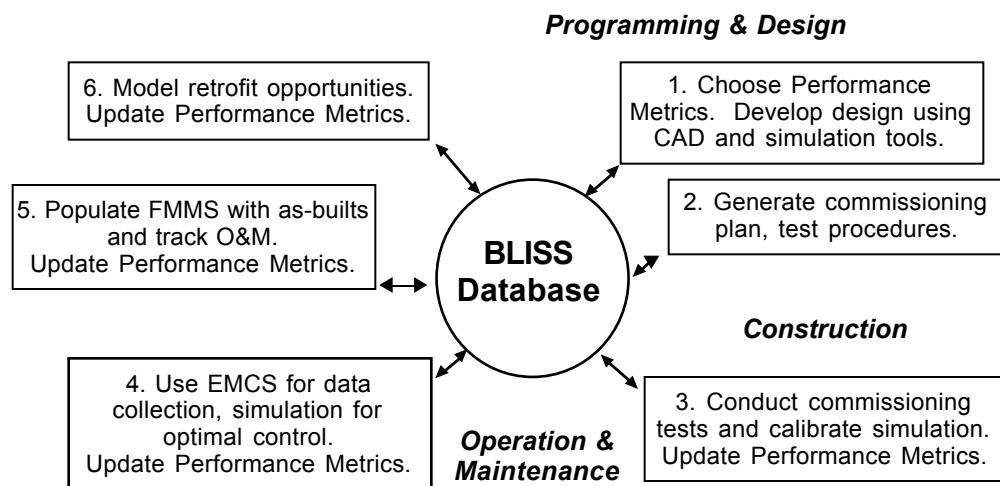 Programming & Design
6. Model retrofit opportunities.
Update Performance Metrics.
1. Choose Performance
Metrics. Develop design using
CAD and simulation tools.
5. Populate FMMS with as-builts
and track O&M.
Update Performance Metrics.
BLISS
Database
2. Generate commissioning
plan, test procedures.
Construction
4. Use EMCS for data
collection, simulation for
optimal control.
Update Performance Metrics.
Operation &
Maintenance
3. Conduct commissioning
tests and calibrate simulation.
Update Performance Metrics.